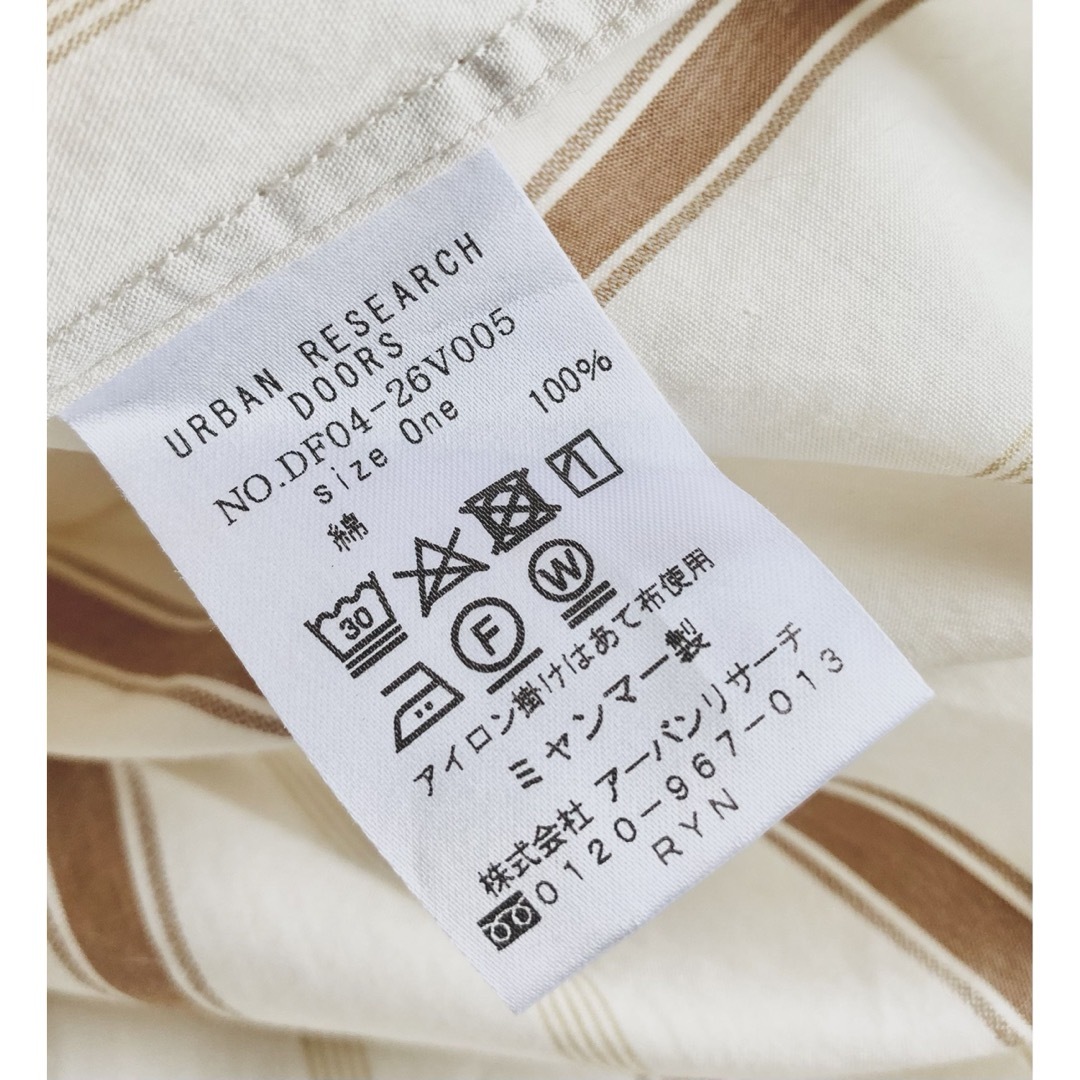 URBAN RESEARCH
DOORS
NO.DF04-26V005
size One
綿 100%
30
F W
アイロン掛けはあて布使用
ミャンマー製
株式会社 アーバンリサーチ
0120-967-013
RYN